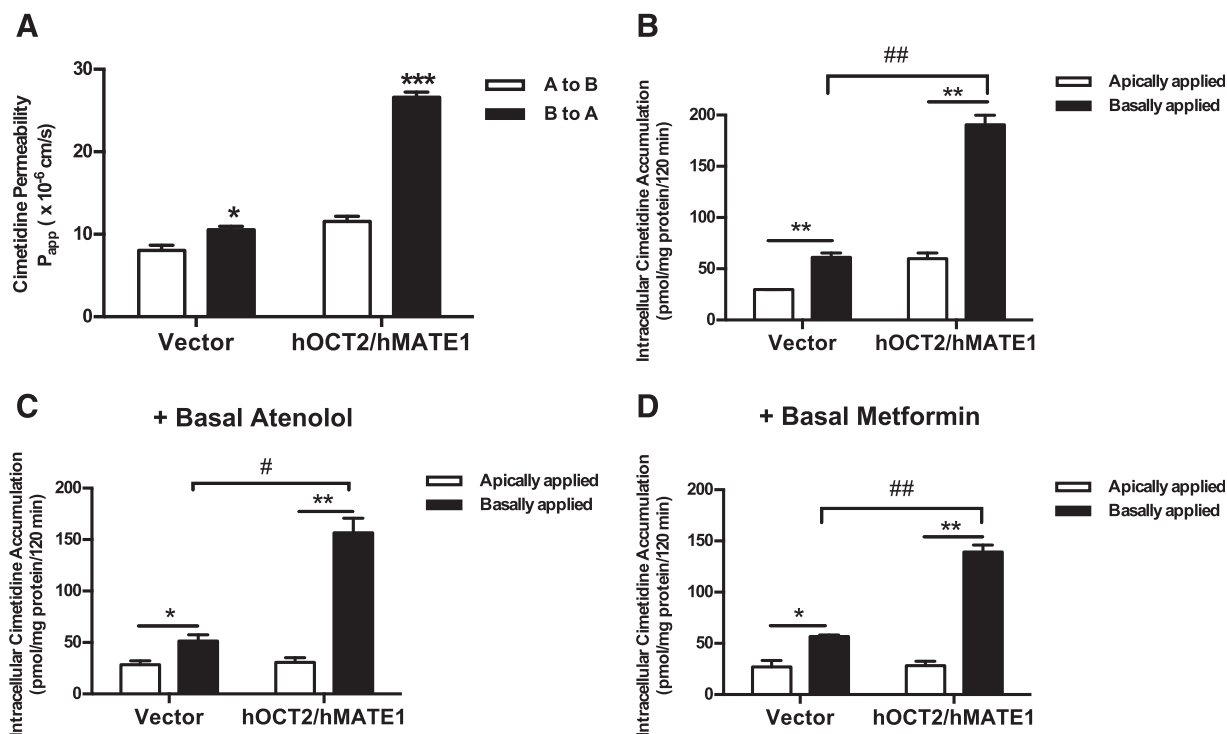 A
Cimetidine Permeability
Papp ( x 10-6 cm/s)
30
20
10
0
*
***
Vector
hOCT2/hMATE1
A to B
B to A
B
Intracellular Cimetidine Accumulation
(pmol/mg protein/120 min)
200
150
100
50
0
**
**
##
Vector
hOCT2/hMATE1
Apically applied
Basally applied
C
+ Basal Atenolol
Intracellular Cimetidine Accumulation
(pmol/mg protein/120 min)
200
150
100
50
0
*
**
#
Vector
hOCT2/hMATE1
Apically applied
Basally applied
D
+ Basal Metformin
Intracellular Cimetidine Accumulation
(pmol/mg protein/120 min)
200
150
100
50
0
*
**
##
Vector
hOCT2/hMATE1
Apically applied
Basally applied